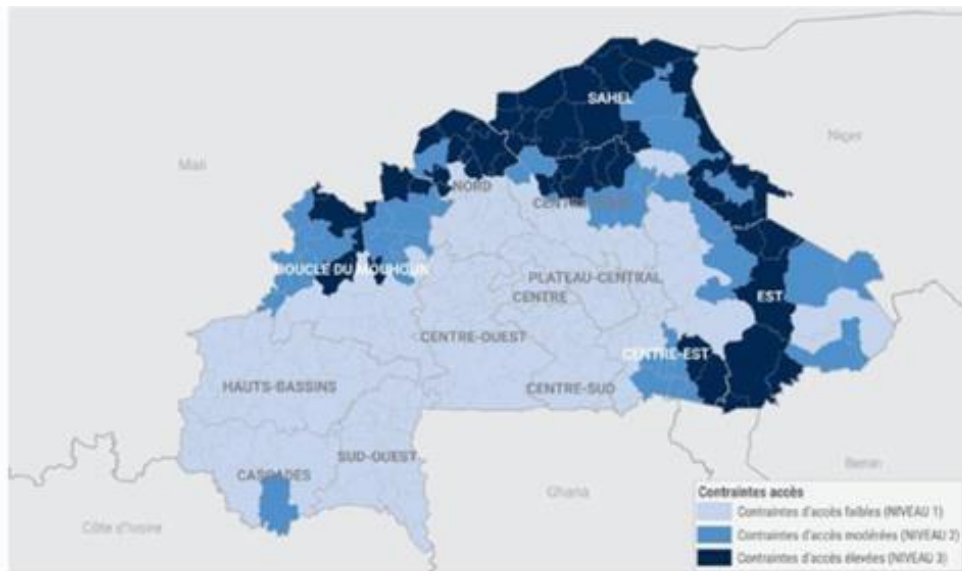 SAHEL
Niger
Mali
NORD
BOUCLE DU MOUHOUN
PLATEAU-CENTRAL
CENTRE
EST
CENTRE-OUEST
CENTRE-EST
HAUTS-BASSINS
CENTRE-SUD
SUD-OUEST
CASCADES
Benin
Ghana
Côte d'Ivoire
Contraintes accès
Contraintes d'accès faibles (NIVEAU 1)
Contraintes d'accès modérées (NIVEAU 2)
Contraintes d'accès élevées (NIVEAU 3)